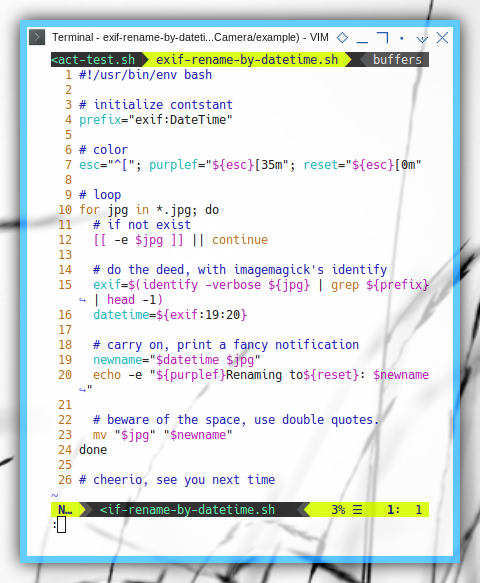 Terminal - exif-rename-by-dateti...Camera/example) - VIM
<act-test.sh exif-rename-by-datetime.sh buffers
1 #!/usr/bin/env bash
2
3 # initialize contstant
4 prefix="exif:DateTime"
5
6 # color
7 esc="^["; purplef="${esc}[35m"; reset="${esc}[0m"
8
9 # loop
10 for jpg in *.jpg; do
11 # if not exist
12 [[ -e $jpg ]] || continue
13
14 # do the deed, with imagemagick's identify
15 exif=$(identify -verbose ${jpg} | grep ${prefix}
↪ | head -1)
16 datetime=${exif:19:20}
17
18 # carry on, print a fancy notification
19 newname="$datetime $jpg"
20 echo -e "${purplef}Renaming to${reset}: $newname
↪"
21
22 # beware of the space, use double quotes.
23 mv "$jpg" "$newname"
24 done
25
26 # cheerio, see you next time
~
N… <if-rename-by-datetime.sh 3% ☰ 1: 1
: